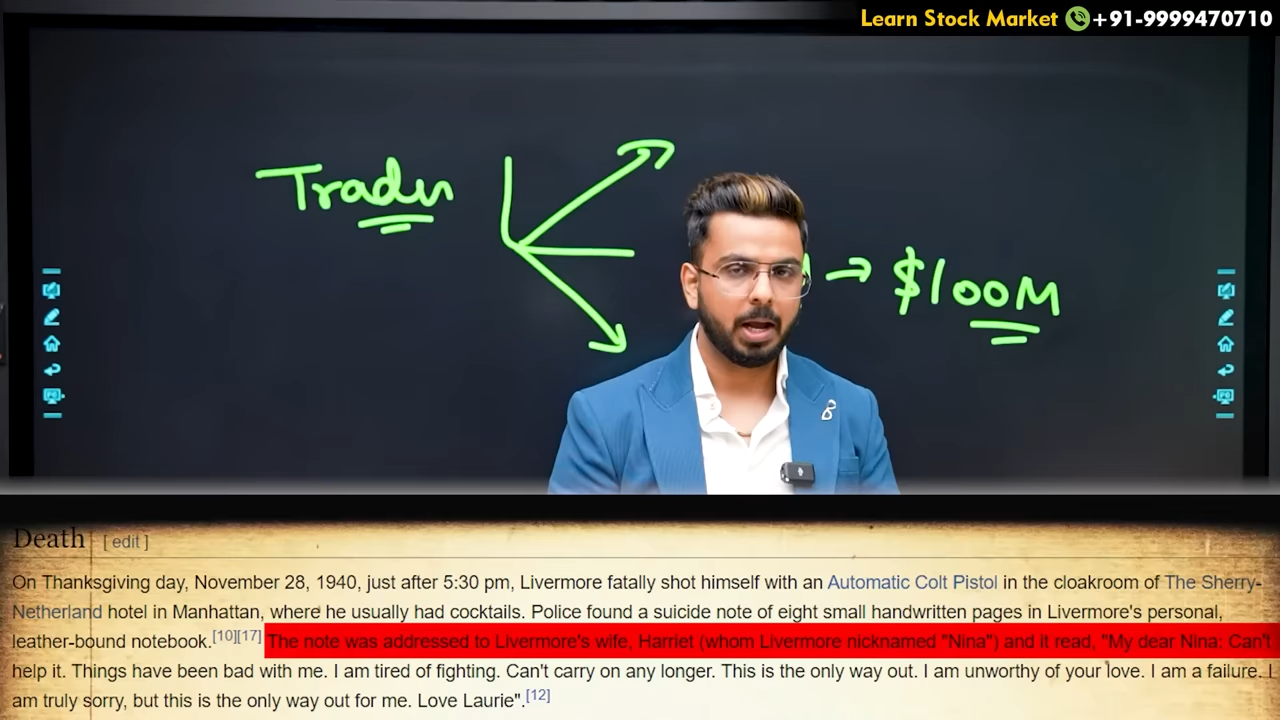 Learn Stock Market +91-9999470710
Trader
$100M
Death [ edit ]
On Thanksgiving day, November 28, 1940, just after 5:30 pm, Livermore fatally shot himself with an Automatic Colt Pistol in the cloakroom of The Sherry-
Netherland hotel in Manhattan, where he usually had cocktails. Police found a suicide note of eight small handwritten pages in Livermore's personal,
leather-bound notebook.[10][17] The note was addressed to Livermore's wife, Harriet (whom Livermore nicknamed "Nina") and it read, "My dear Nina: Can't
help it. Things have been bad with me. I am tired of fighting. Can't carry on any longer. This is the only way out. I am unworthy of your love. I am a failure. I
am truly sorry, but this is the only way out for me. Love Laurie".[12]